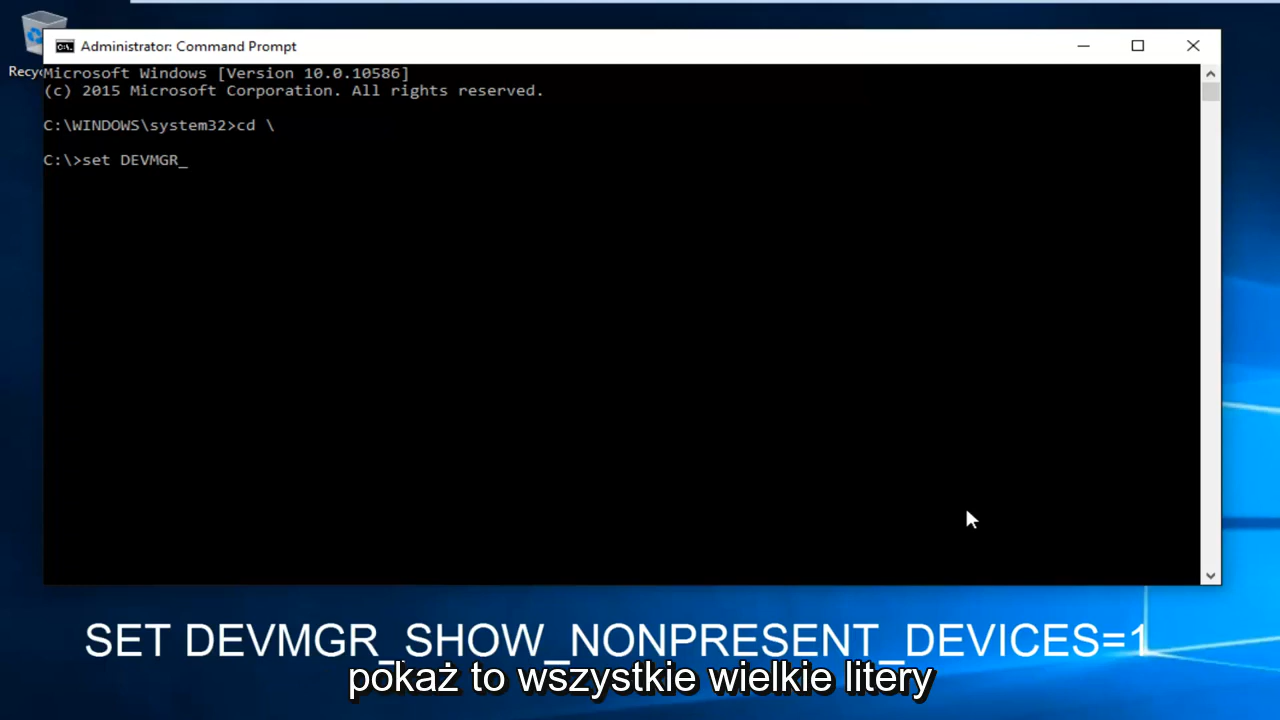 Administrator: Command Prompt
Recyc
Microsoft Windows [Version 10.0.10586]
(c) 2015 Microsoft Corporation. All rights reserved.
C:\WINDOWS\system32>cd \
C:\>set DEVMGR_
SET DEVMGR_SHOW_NONPRESENT_DEVICES=1
pokaż to wszystkie wielkie litery